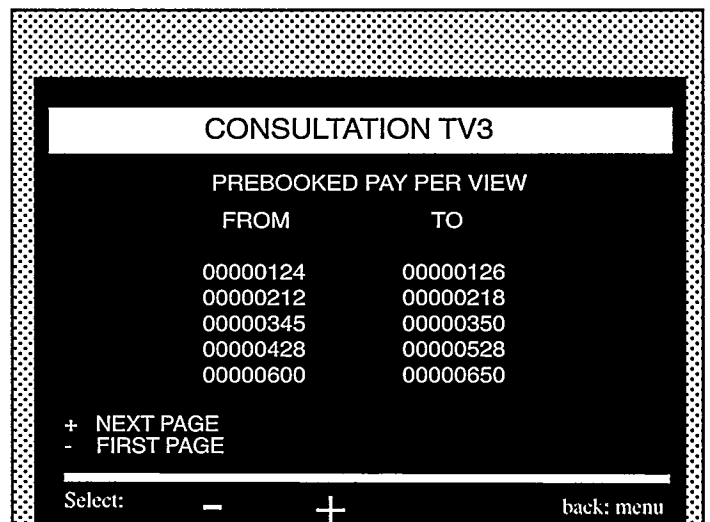 CONSULTATION TV3
PREBOOKED PAY PER VIEW
FROM TO
00000124 00000126
00000212 00000218
00000345 00000350
00000428 00000528
00000600 00000650
+ NEXT PAGE
- FIRST PAGE
Select: - + back: menu